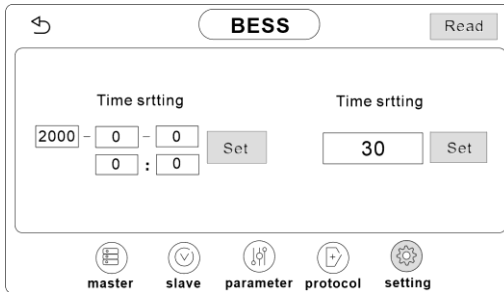 BESS
Read
Time srtting
2000 - 0 - 0
0 : 0
Set
Time srtting
30
Set
master slave parameter protocol setting